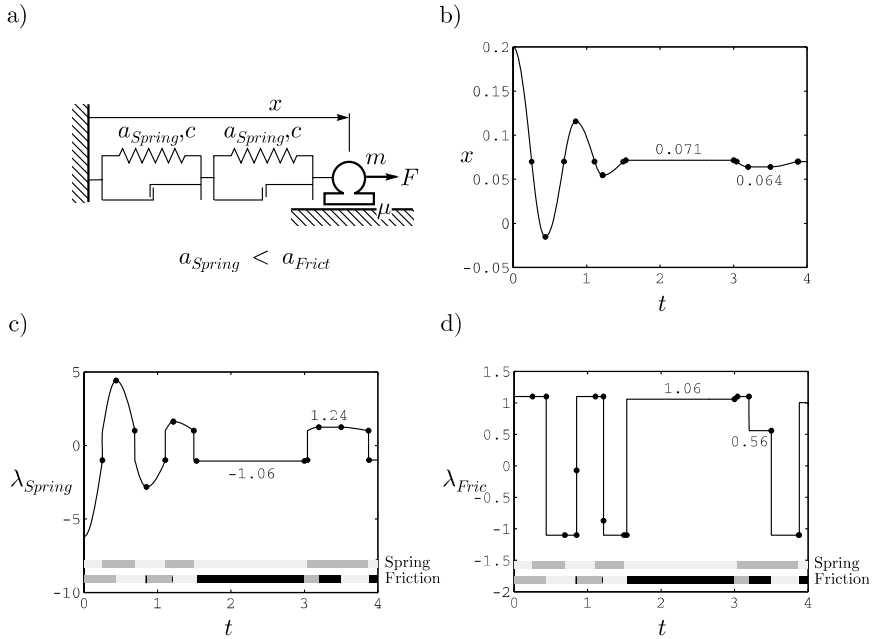 a)
x
a_Spring,c
a_Spring,c
m
F
μ
a_Spring < a_Frict
b)
0.2
0.15
0.1
x
0.05
0
-0.05
0.071
0.064
0
1
2
3
4
t
c)
5
0
λ_Spring
-5
-10
1.24
-1.06
Spring
Friction
0
1
2
3
4
t
d)
1.5
1
0.5
0
λ_Fric
-0.5
-1
-1.5
-2
1.06
0.56
Spring
Friction
0
1
2
3
4
t